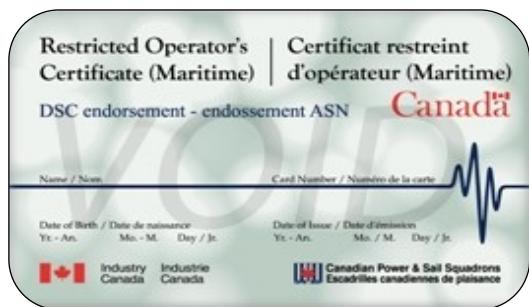 Restricted Operator's
Certificate (Maritime)
Certificat restreint
d'opérateur (Maritime)
DSC endorsement - endossement ASN
Canada
VOID
Name / Nom
Card Number / Numéro de la carte
Date of Birth / Date de naissance
Yr. - An. Mo. - M. Day / Jr.
Date of Issue / Date d'émission
Yr. - An. Mo. / M. Day / Jr.
Industry
Canada
Industrie
Canada
Canadian Power & Sail Squadrons
Escadrilles canadiennes de plaisance